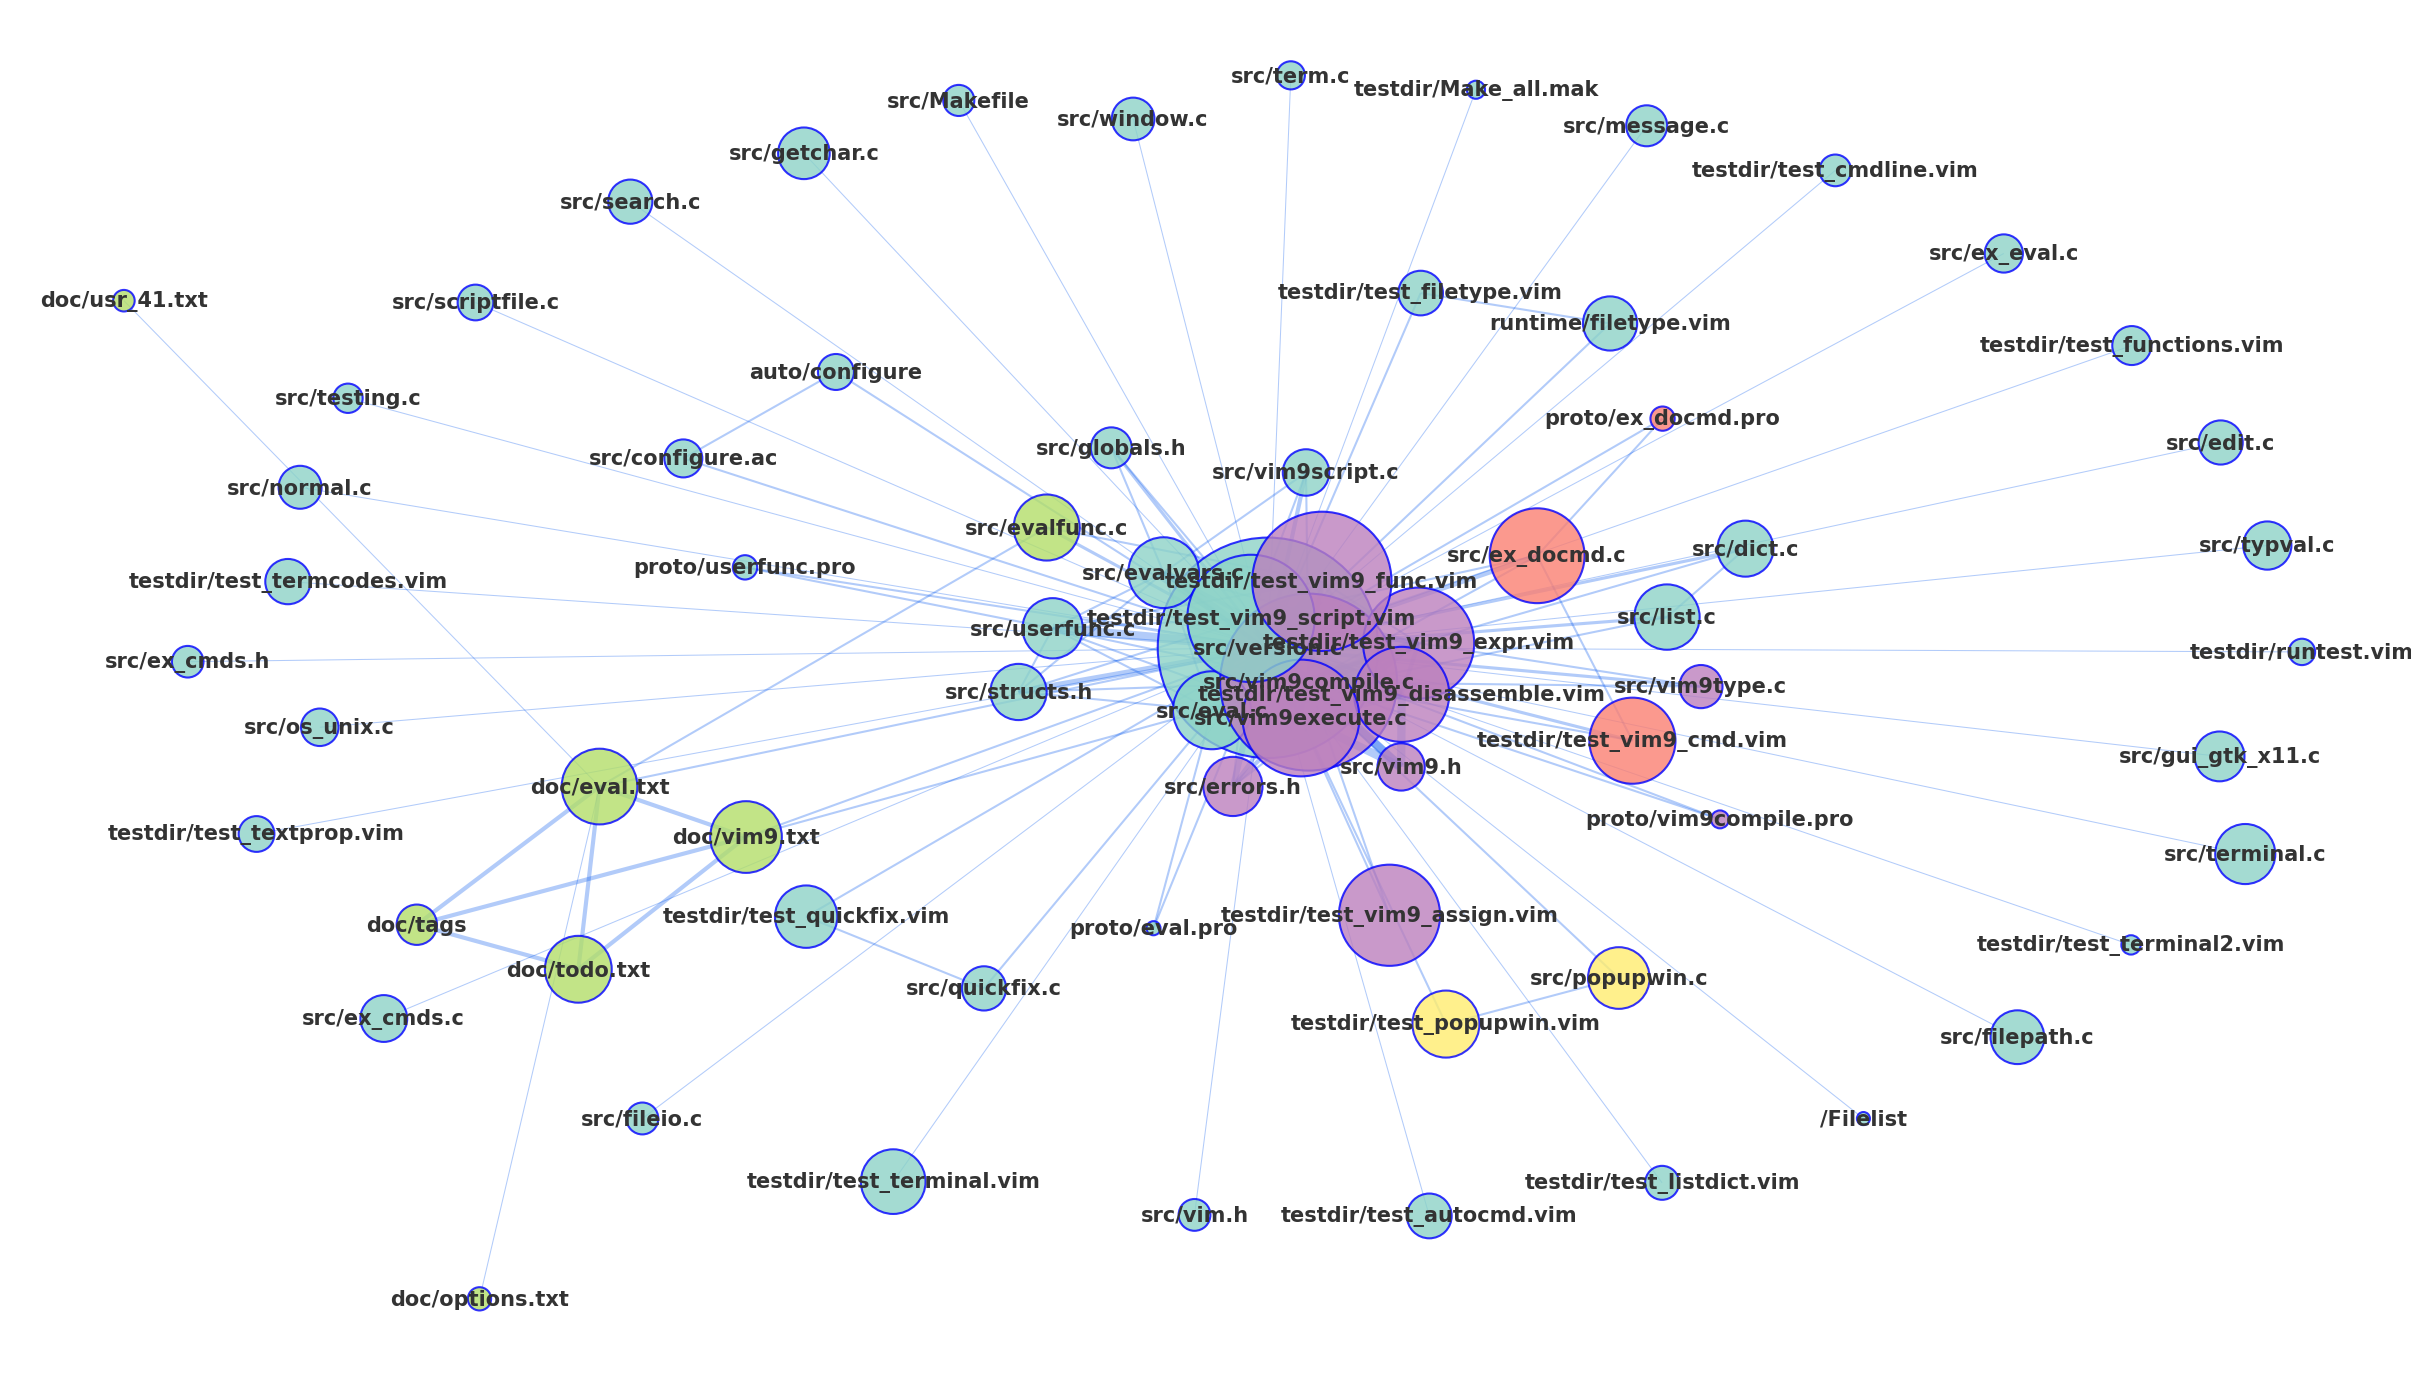 src/term.c
testdir/Make_all.mak
src/Makefile
src/window.c
src/message.c
src/getchar.c
testdir/test_cmdline.vim
src/search.c
src/ex_eval.c
testdir/test_filetype.vim
doc/usr_41.txt
src/scriptfile.c
runtime/filetype.vim
testdir/test_functions.vim
auto/configure
src/testing.c
proto/ex_docmd.pro
src/edit.c
src/globals.h
src/configure.ac
src/vim9script.c
src/normal.c
src/evalfunc.c
src/typval.c
src/dict.c
src/ex_docmd.c
proto/userfunc.pro
src/evalvars.c
testdir/test_termcodes.vim
testdir/test_vim9_func.vim
testdir/test_vim9_script.vim
src/list.c
src/userfunc.c
testdir/test_vim9_expr.vim
src/version.c
testdir/runtest.vim
src/ex_cmds.h
src/vim9compile.c
src/vim9type.c
src/structs.h
testdir/test_vim9_disassemble.vim
src/eval.c
src/vim9execute.c
src/os_unix.c
testdir/test_vim9_cmd.vim
src/gui_gtk_x11.c
src/vim9.h
doc/eval.txt
src/errors.h
proto/vim9compile.pro
testdir/test_textprop.vim
doc/vim9.txt
src/terminal.c
testdir/test_quickfix.vim
testdir/test_vim9_assign.vim
doc/tags
proto/eval.pro
testdir/test_terminal2.vim
doc/todo.txt
src/popupwin.c
src/quickfix.c
src/ex_cmds.c
testdir/test_popupwin.vim
src/filepath.c
src/fileio.c
/Filelist
testdir/test_terminal.vim
testdir/test_listdict.vim
src/vim.h
testdir/test_autocmd.vim
doc/options.txt